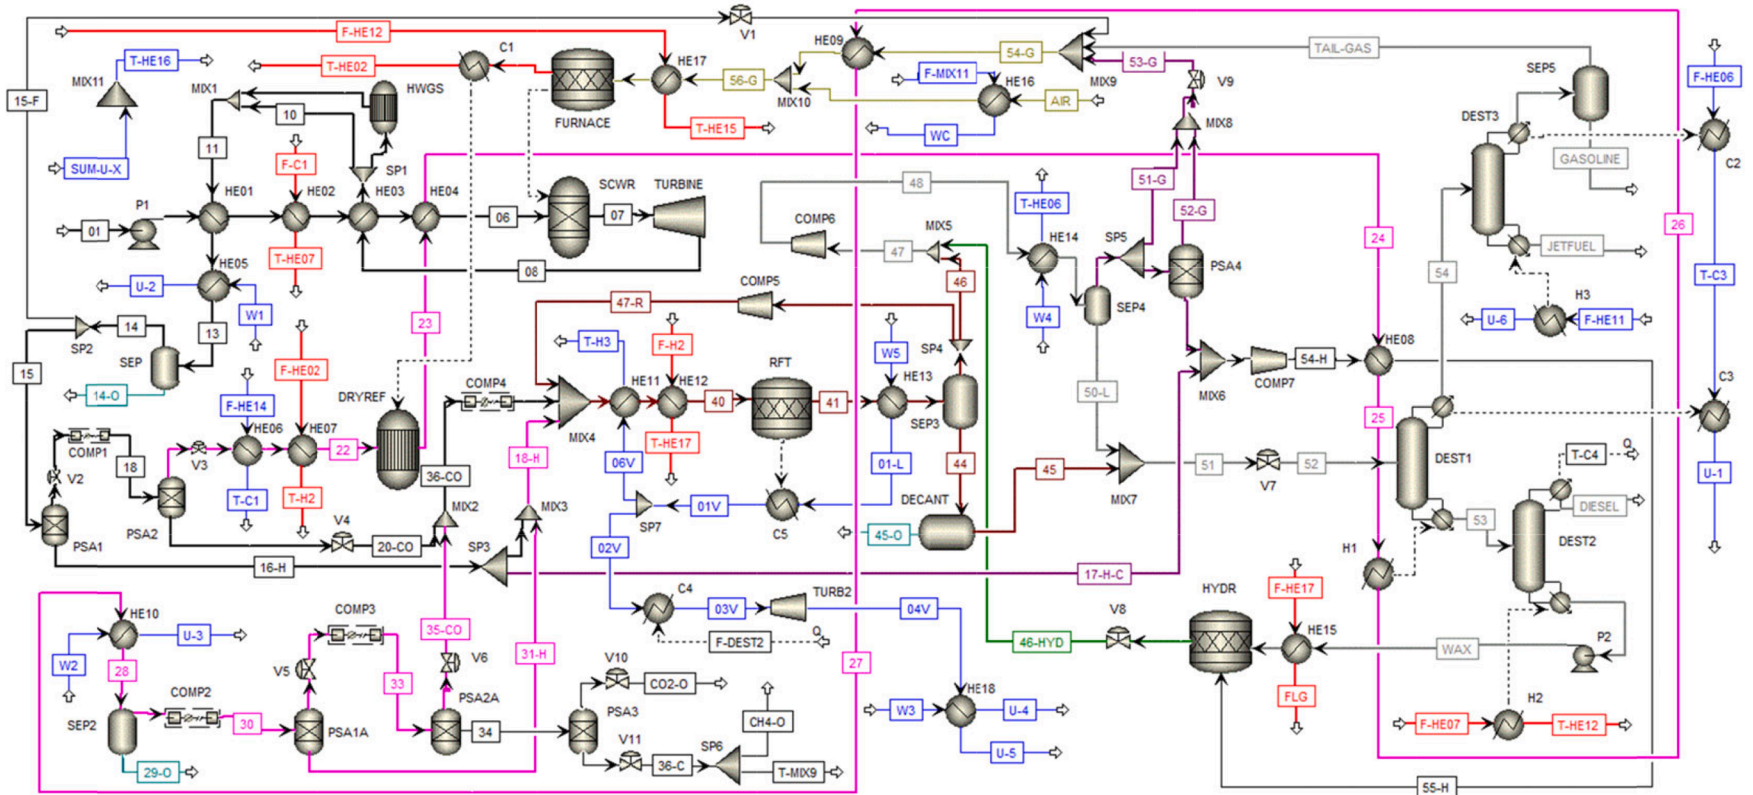 V1
F-HE12
T-HE16
MIX11
15-F
SUM-U-X
T-HE02
C1
HE17
56-G
MIX10
HE09
54-G
MIX9
53-G
V9
TAIL-GAS
SEP5
F-HE06
C2
MIX1
10
HWGS
SP1
FURNACE
T-HE15
F-MIX11
HE16
AIR
WC
MIX8
DEST3
GASOLINE
11
F-C1
01
P1
HE01
HE02
HE03
HE04
06
SCWR
07
TURBINE
T-HE07
08
48
T-HE06
COMP6
47
MIX5
HE14
SP5
51-G
52-G
PSA4
24
26
JETFUEL
54
T-C3
H3
U-6
F-HE11
HE05
U-2
W1
13
14
SP2
SEP
14-O
15
23
47-R
COMP5
46
W4
SEP4
MIX6
COMP7
54-H
HE08
C3
F-HE02
F-HE14
HE06
HE07
22
DRYREF
V3
T-C1
T-H2
COMP4
T-H3
F-H2
HE11
HE12
40
RFT
41
W5
HE13
SP4
SEP3
50-L
25
DEST1
U-1
COMP1
V2
18
PSA1
PSA2
V4
20-CO
36-CO
MIX2
18-H
MIX3
MIX4
T-HE17
06V
01-L
44
45
DECANT
45-O
MIX7
51
V7
52
53
T-C4
Q
DIESEL
DEST2
16-H
SP3
SP7
01V
C5
02V
17-H-C
H1
C4
03V
TURB2
04V
F-DEST2
Q
46-HYD
V8
HYDR
F-HE17
HE15
FLG
WAX
P2
HE10
W2
U-3
28
COMP3
V5
33
35-CO
V6
31-H
27
COMP2
SEP2
30
29-O
PSA1A
PSA2A
34
V10
CO2-O
PSA3
V11
36-C
SP6
CH4-O
T-MIX9
W3
HE18
U-4
U-5
F-HE07
H2
T-HE12
55-H